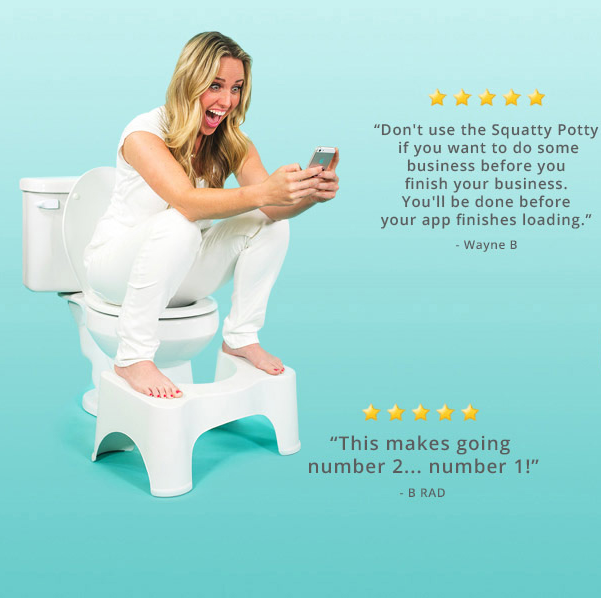 “Don't use the Squatty Potty
if you want to do some
business before you
finish your business.
You'll be done before
your app finishes loading.”
- Wayne B
“This makes going
number 2... number 1!”
- B RAD